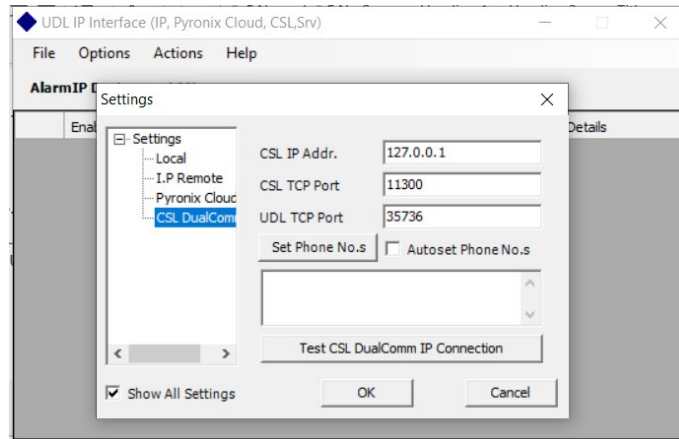 UDL IP Interface (IP, Pyronix Cloud, CSL,Srv)
File Options Actions Help
AlarmIP
Settings
Details
Settings
Local
I.P Remote
Pyronix Cloud
CSL DualCom
CSL IP Addr. 127.0.0.1
CSL TCP Port 11300
UDL TCP Port 35736
Set Phone No.s Autoset Phone No.s
Test CSL DualComm IP Connection
Show All Settings OK Cancel